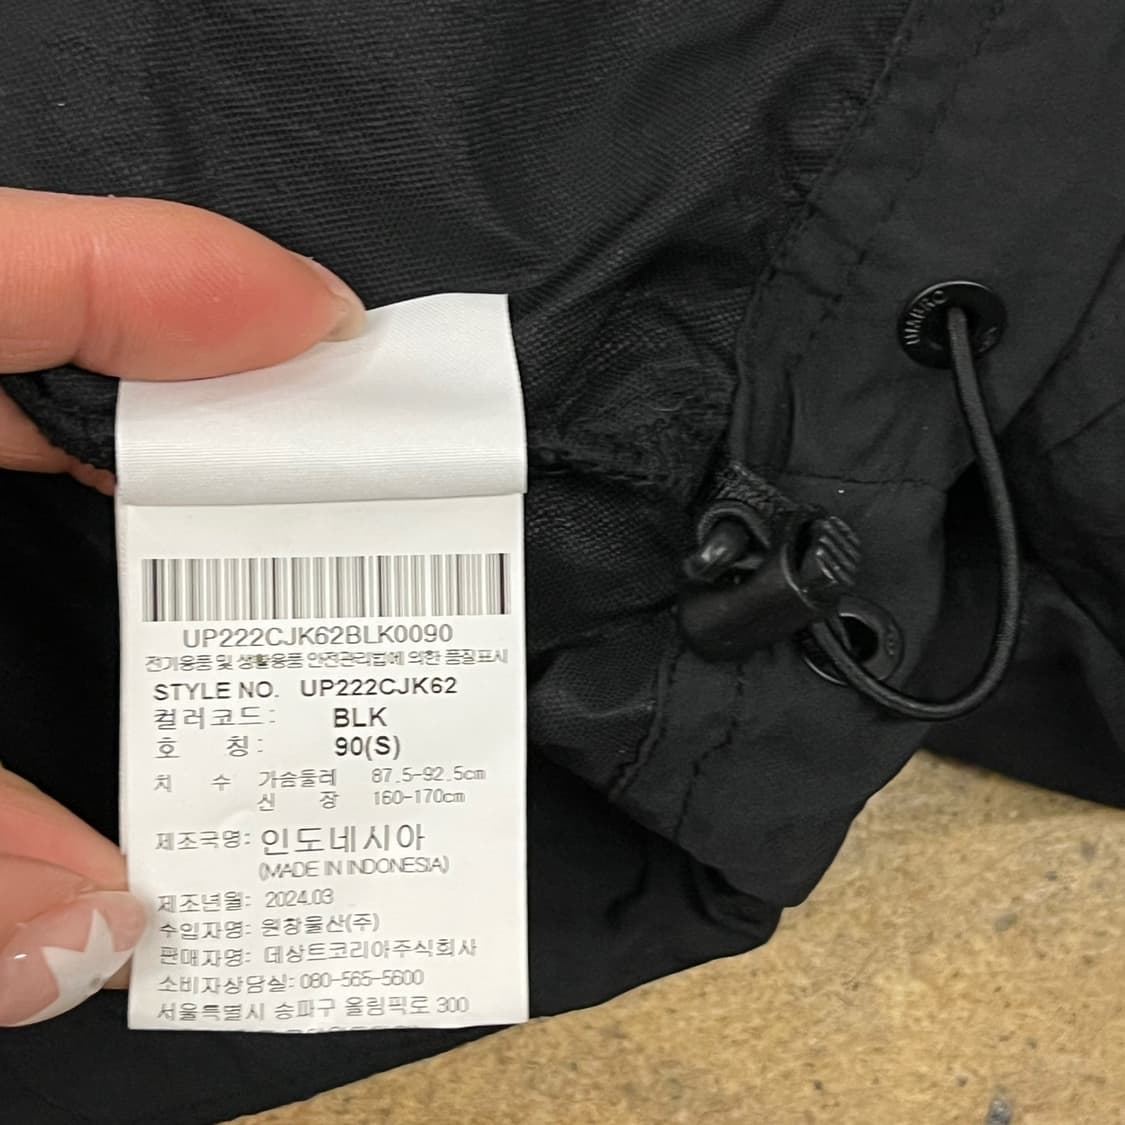 UP222CJK62BLK0090
전기용품 및 생활용품 안전관리법에 의한 품질표시
STYLE NO. UP222CJK62
컬러코드: BLK
호 칭: 90(S)
치 수 가슴둘레 87.5-92.5cm
신 장 160-170cm
제조국명: 인도네시아
(MADE IN INDONESIA)
제조년월: 2024.03
수입자명: 원창물산(주)
판매자명: 데상트코리아주식회사
소비자상담실: 080-565-5600
서울특별시 송파구 올림픽로 300
UMBRO